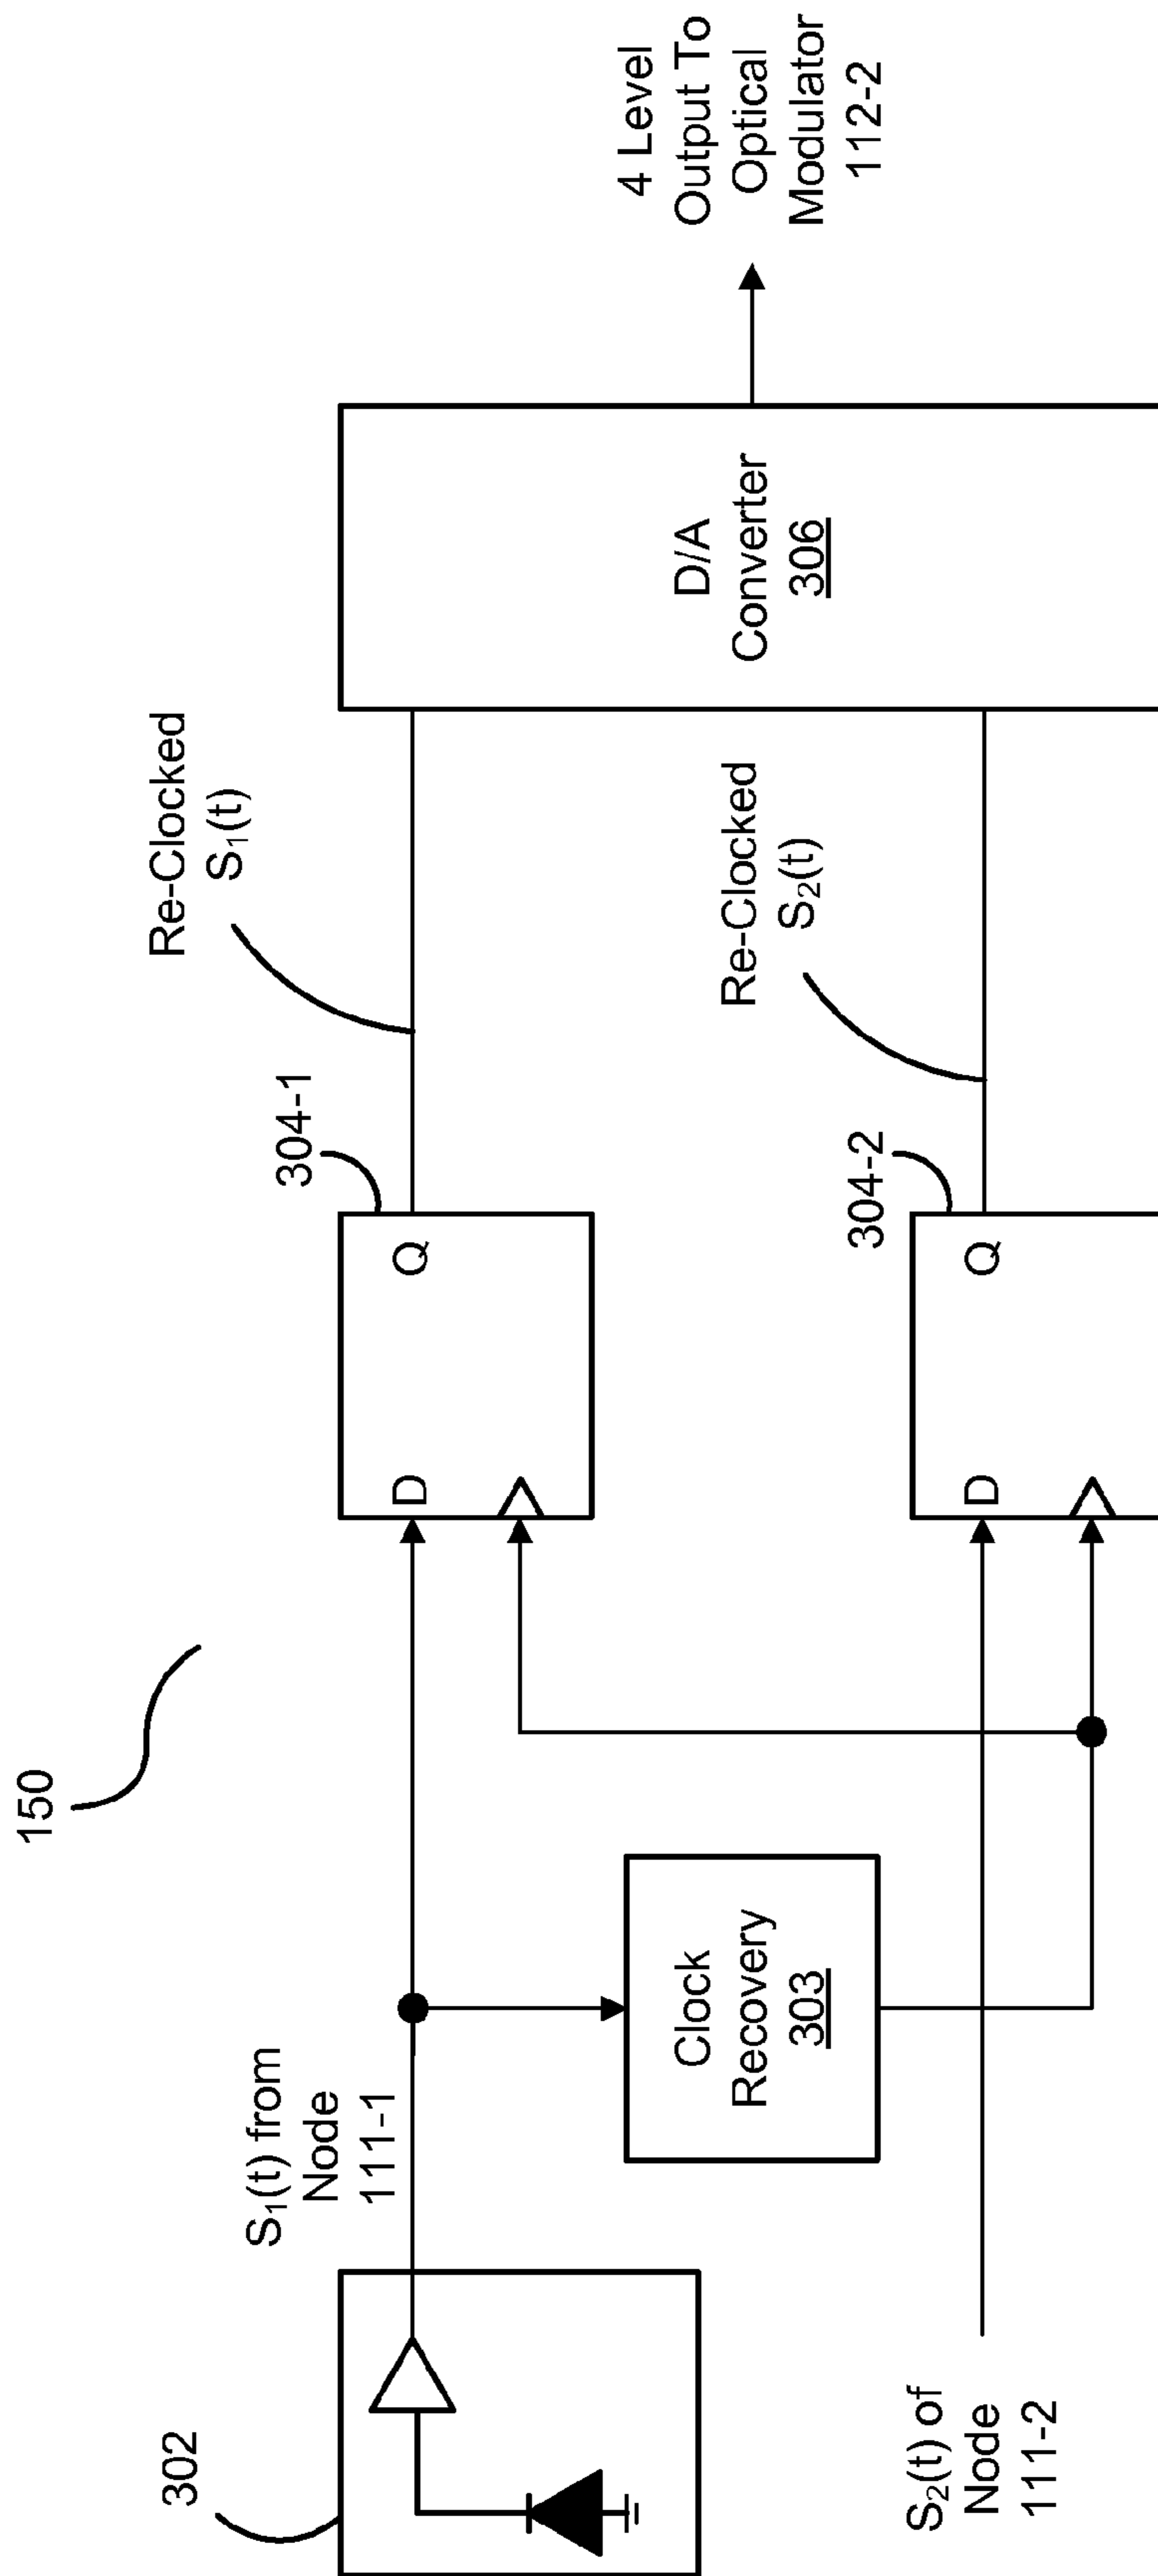 150
302
S₁(t) from
Node
111-1
Clock
Recovery
303
S₂(t) of
Node
111-2
D
Q
304-1
D
Q
304-2
Re-Clocked
S₁(t)
Re-Clocked
S₂(t)
D/A
Converter
306
4 Level
Output To
Optical
Modulator
112-2